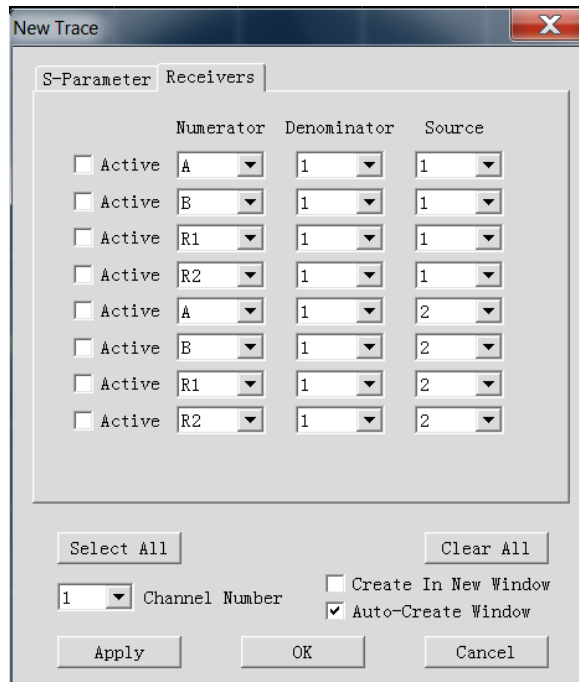 New Trace X
S-Parameter Receivers
Numerator Denominator Source
Active A 1 1
Active B 1 1
Active R1 1 1
Active R2 1 1
Active A 1 2
Active B 1 2
Active R1 1 2
Active R2 1 2
Select All Clear All
1 Channel Number
Create In New Window
Auto-Create Window
Apply OK Cancel